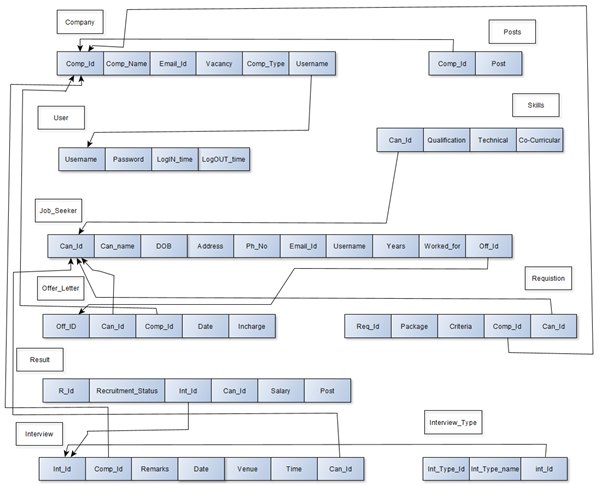 Company
Posts
Comp_Id Comp_Name Email_Id Vacancy Comp_Type Username
Comp_Id Post
User
Skills
Can_Id Qualification Technical Co-Curricular
Username Password LogIN_time LogOUT_time
Job_Seeker
Can_Id Can_name DOB Address Ph_No Email_Id Username Years Worked_for Off_Id
Offer_Letter
Requistion
Off_ID Can_Id Comp_Id Date Incharge
Req_Id Package Criteria Comp_Id Can_Id
Result
R_Id Recruitment_Status Int_Id Can_Id Salary Post
Interview
Interview_Type
Int_Id Comp_Id Remarks Date Venue Time Can_Id
Int_Type_Id Int_Type_name int_Id